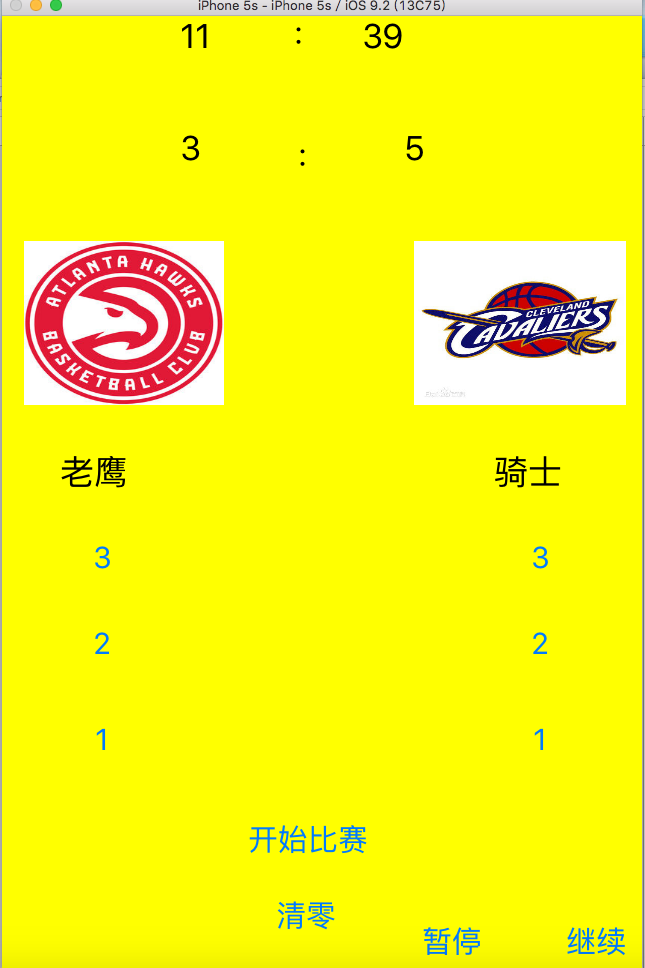 iPhone 5s - iPhone 5s / iOS 9.2 (13C75)
11 : 39
3 : 5
ATLANTA HAWKS
BASKETBALL CLUB
CLEVELAND
CAVALIERS
老鹰 骑士
3 3
2 2
1 1
开始比赛
清零
暂停 继续